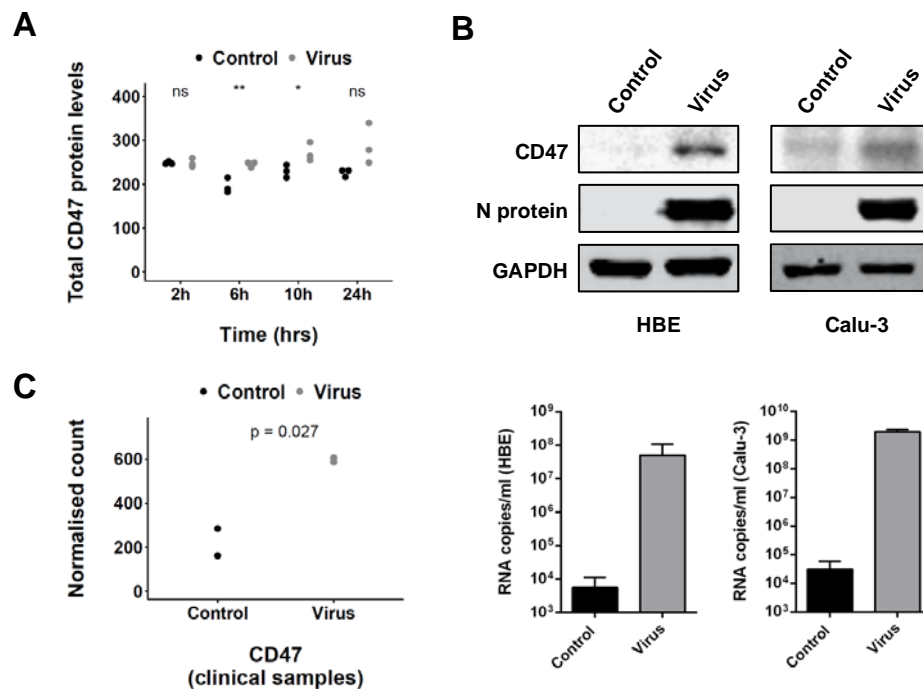 A
Control Virus
ns ** * ns
400
300
200
100
0
Total CD47 protein levels
2h 6h 10h 24h
Time (hrs)
B
Control Virus Control Virus
CD47
N protein
GAPDH
HBE Calu-3
C
Control Virus
p = 0.027
600
400
200
0
Normalised count
Control Virus
CD47
(clinical samples)
RNA copies/ml (HBE)
10⁹
10⁸
10⁷
10⁶
10⁵
10⁴
10³
Control Virus
RNA copies/ml (Calu-3)
10¹⁰
10⁹
10⁸
10⁷
10⁶
10⁵
10⁴
10³
Control Virus